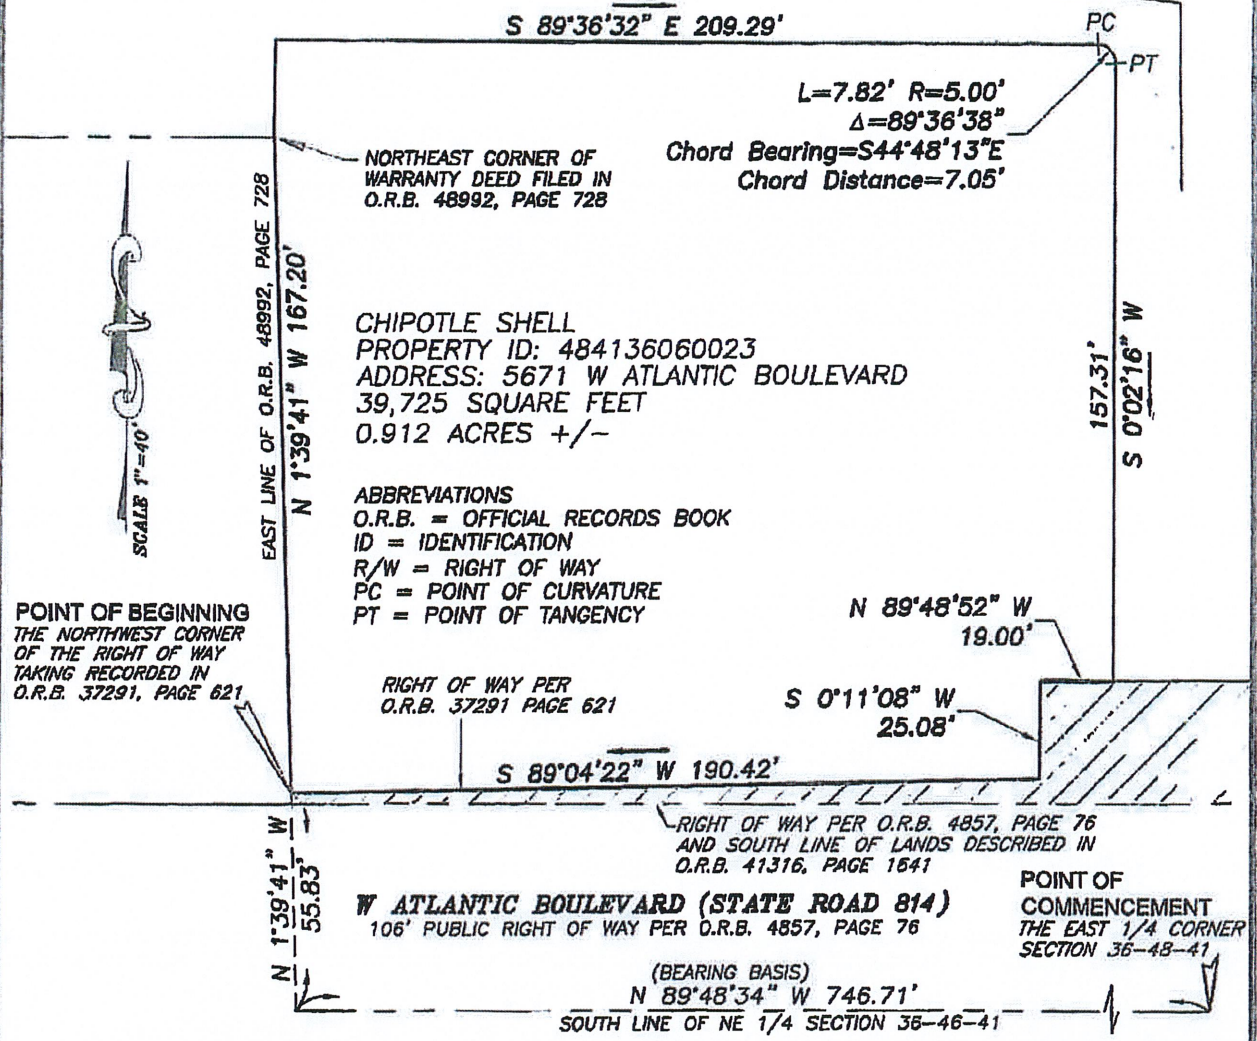 S 89°36'32" E 209.29'
PC
PT
L=7.82' R=5.00'
Δ=89°36'38"
Chord Bearing=S44°48'13"E
Chord Distance=7.05'
NORTHEAST CORNER OF
WARRANTY DEED FILED IN
O.R.B. 48992, PAGE 728
EAST LINE OF O.R.B. 48992, PAGE 728
N 1°39'41" W 167.20'
SCALE 1"=40'
CHIPOTLE SHELL
PROPERTY ID: 484136060023
ADDRESS: 5671 W ATLANTIC BOULEVARD
39,725 SQUARE FEET
0.912 ACRES +/-
157.31'
S 0°02'16" W
ABBREVIATIONS
O.R.B. = OFFICIAL RECORDS BOOK
ID = IDENTIFICATION
R/W = RIGHT OF WAY
PC = POINT OF CURVATURE
PT = POINT OF TANGENCY
POINT OF BEGINNING
THE NORTHWEST CORNER
OF THE RIGHT OF WAY
TAKING RECORDED IN
O.R.B. 37291, PAGE 621
N 89°48'52" W
19.00'
RIGHT OF WAY PER
O.R.B. 37291 PAGE 621
S 0°11'08" W
25.08'
S 89°04'22" W 190.42'
RIGHT OF WAY PER O.R.B. 4857, PAGE 76
AND SOUTH LINE OF LANDS DESCRIBED IN
O.R.B. 41316, PAGE 1641
N 1°39'41" W
55.83'
W ATLANTIC BOULEVARD (STATE ROAD 814)
106' PUBLIC RIGHT OF WAY PER O.R.B. 4857, PAGE 76
POINT OF
COMMENCEMENT
THE EAST 1/4 CORNER
SECTION 36-48-41
(BEARING BASIS)
N 89°48'34" W 746.71'
SOUTH LINE OF NE 1/4 SECTION 36-46-41